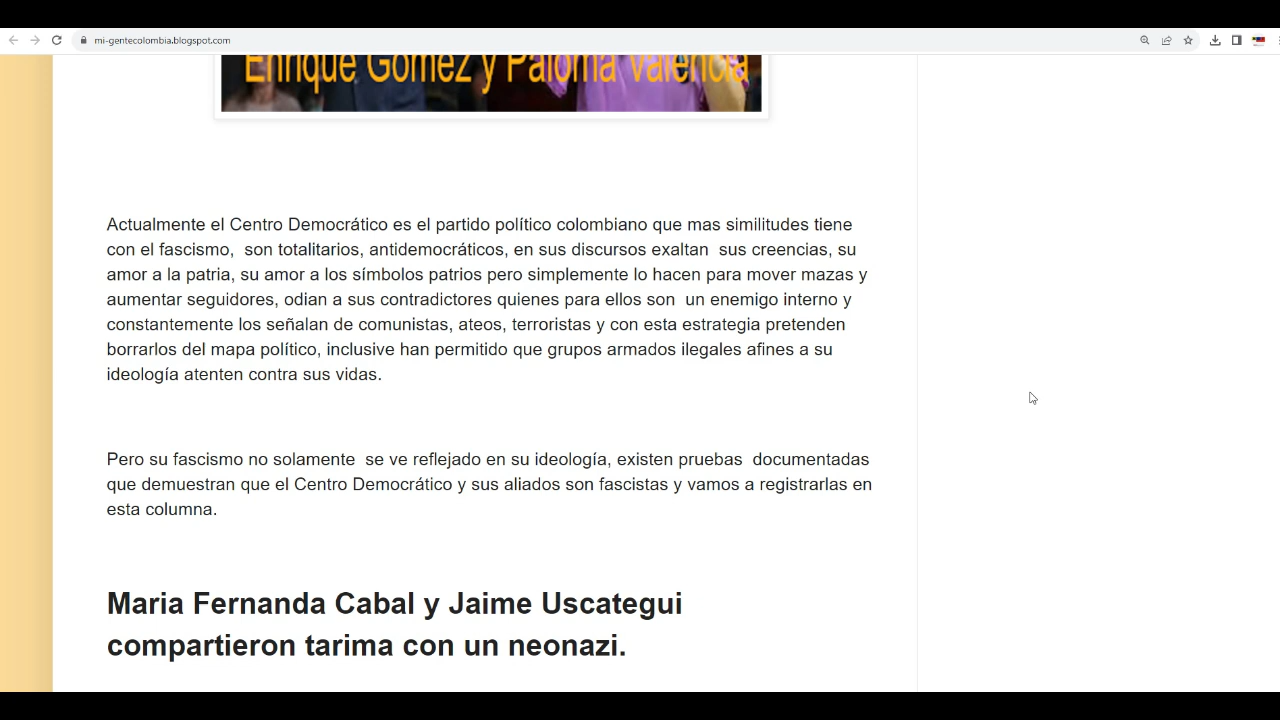 mi-gentecolombia.blogspot.com
Enrique Gómez y Paloma Valencia
Actualmente el Centro Democrático es el partido político colombiano que mas similitudes tiene
con el fascismo,  son totalitarios, antidemocráticos, en sus discursos exaltan  sus creencias, su
amor a la patria, su amor a los símbolos patrios pero simplemente lo hacen para mover mazas y
aumentar seguidores, odian a sus contradictores quienes para ellos son  un enemigo interno y
constantemente los señalan de comunistas, ateos, terroristas y con esta estrategia pretenden
borrarlos del mapa político, inclusive han permitido que grupos armados ilegales afines a su
ideología atenten contra sus vidas.
Pero su fascismo no solamente  se ve reflejado en su ideología, existen pruebas  documentadas
que demuestran que el Centro Democrático y sus aliados son fascistas y vamos a registrarlas en
esta columna.
Maria Fernanda Cabal y Jaime Uscategui
compartieron tarima con un neonazi.